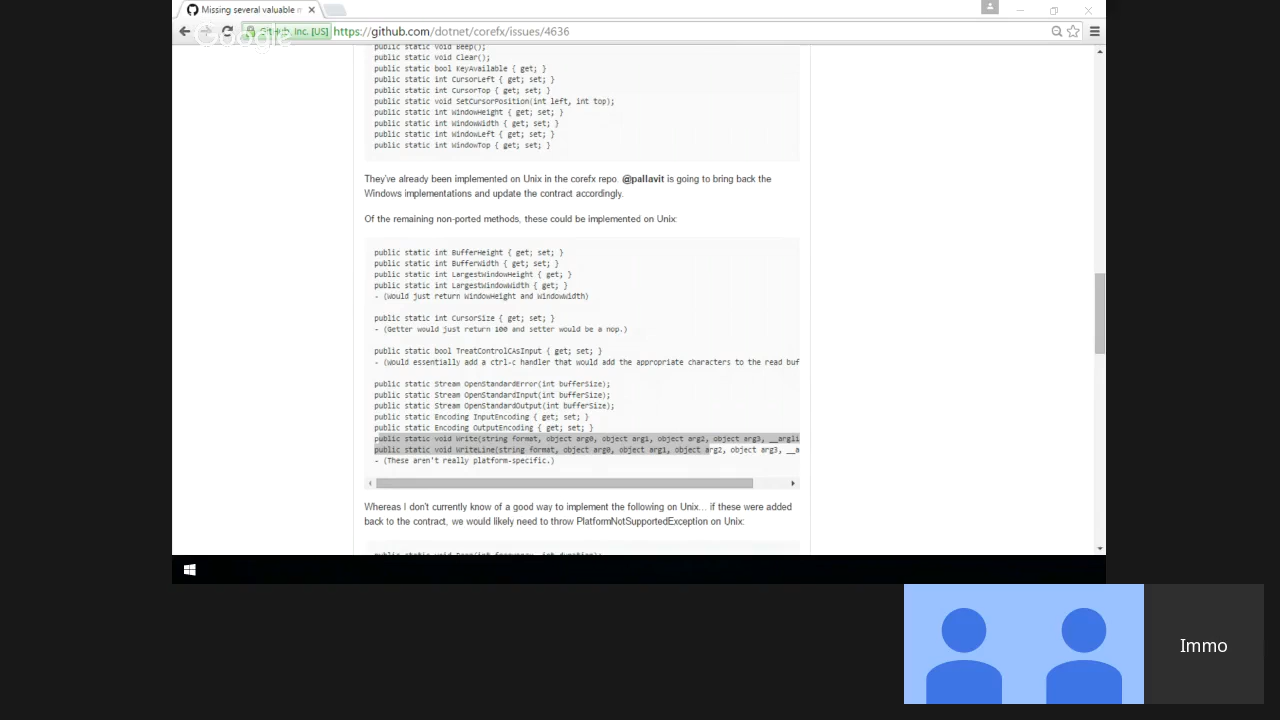 Missing several valuable
GitHub, Inc. [US] https://github.com/dotnet/corefx/issues/4636
Google
public static void Beep();
public static void Clear();
public static bool KeyAvailable { get; }
public static int CursorLeft { get; set; }
public static int CursorTop { get; set; }
public static void SetCursorPosition(int left, int top);
public static int WindowHeight { get; set; }
public static int WindowWidth { get; set; }
public static int WindowLeft { get; set; }
public static int WindowTop { get; set; }
They've already been implemented on Unix in the corefx repo. @pallavit is going to bring back the
Windows implementations and update the contract accordingly.
Of the remaining non-ported methods, these could be implemented on Unix:
public static int BufferHeight { get; set; }
public static int BufferWidth { get; set; }
public static int LargestWindowHeight { get; }
public static int LargestWindowWidth { get; }
- (Would just return WindowHeight and WindowWidth)
public static int CursorSize { get; set; }
- (Getter would just return 100 and setter would be a nop.)
public static bool TreatControlCAsInput { get; set; }
- (Would essentially add a ctrl-c handler that would add the appropriate characters to the read buf
public static Stream OpenStandardError(int bufferSize);
public static Stream OpenStandardInput(int bufferSize);
public static Stream OpenStandardOutput(int bufferSize);
public static Encoding InputEncoding { get; set; }
public static Encoding OutputEncoding { get; set; }
public static void Write(string format, object arg0, object arg1, object arg2, object arg3, __argli
public static void WriteLine(string format, object arg0, object arg1, object arg2, object arg3, __a
- (These aren't really platform-specific.)
Whereas I don't currently know of a good way to implement the following on Unix... if these were added
back to the contract, we would likely need to throw PlatformNotSupportedException on Unix:
public static void Beep(int frequency, int duration);
Immo